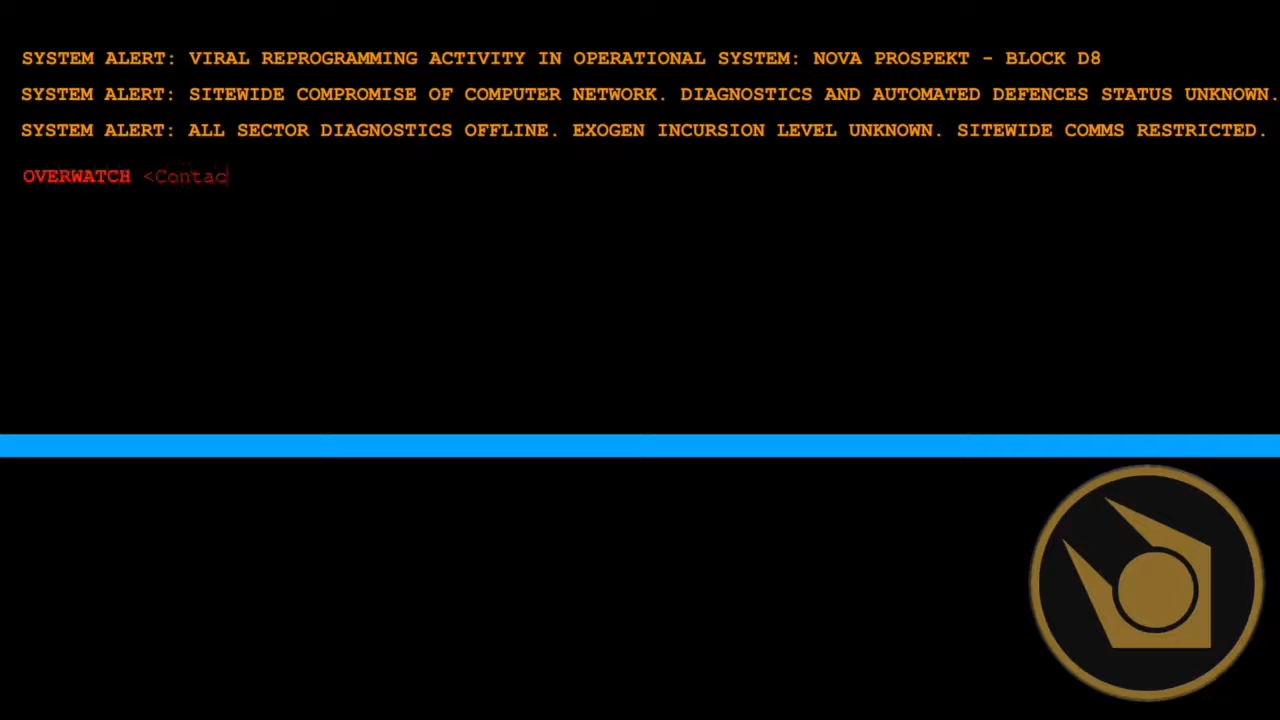 SYSTEM ALERT: VIRAL REPROGRAMMING ACTIVITY IN OPERATIONAL SYSTEM: NOVA PROSPEKT - BLOCK D8
SYSTEM ALERT: SITEWIDE COMPROMISE OF COMPUTER NETWORK. DIAGNOSTICS AND AUTOMATED DEFENCES STATUS UNKNOWN.
SYSTEM ALERT: ALL SECTOR DIAGNOSTICS OFFLINE. EXOGEN INCURSION LEVEL UNKNOWN. SITEWIDE COMMS RESTRICTED.
OVERWATCH <Contac